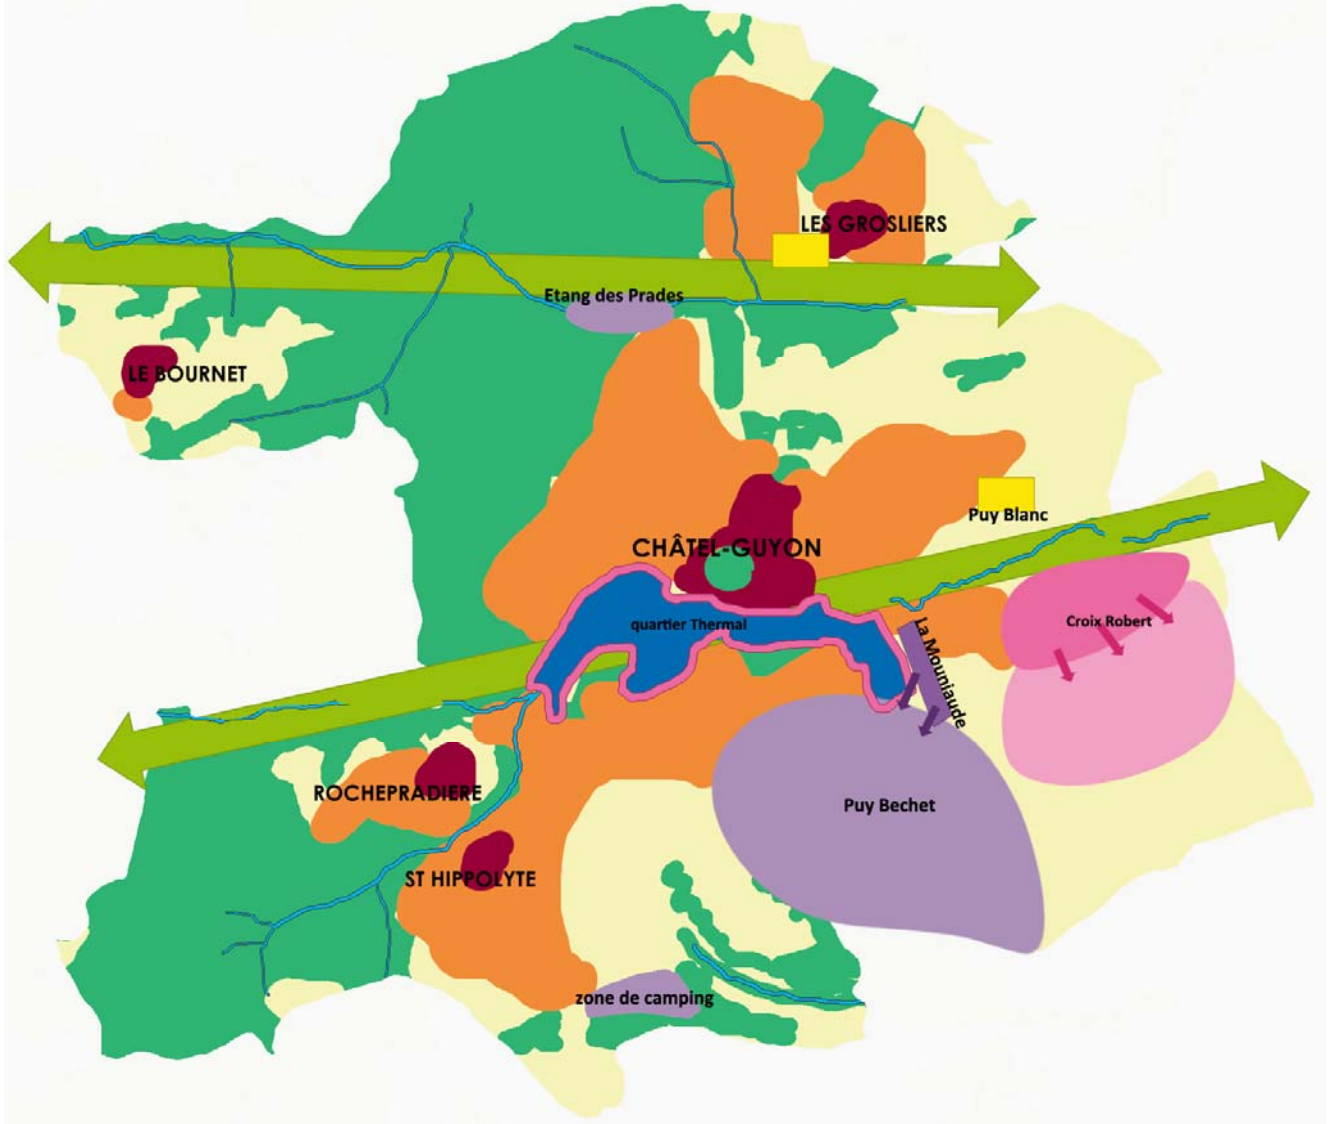 LES GROSLIERS
Etang des Prades
LE BOURNET
Puy Blanc
CHÂTEL-GUYON
quartier Thermal
Croix Robert
La Mouniaude
ROCHEPRADIERE
Puy Bechet
ST HIPPOLYTE
zone de camping